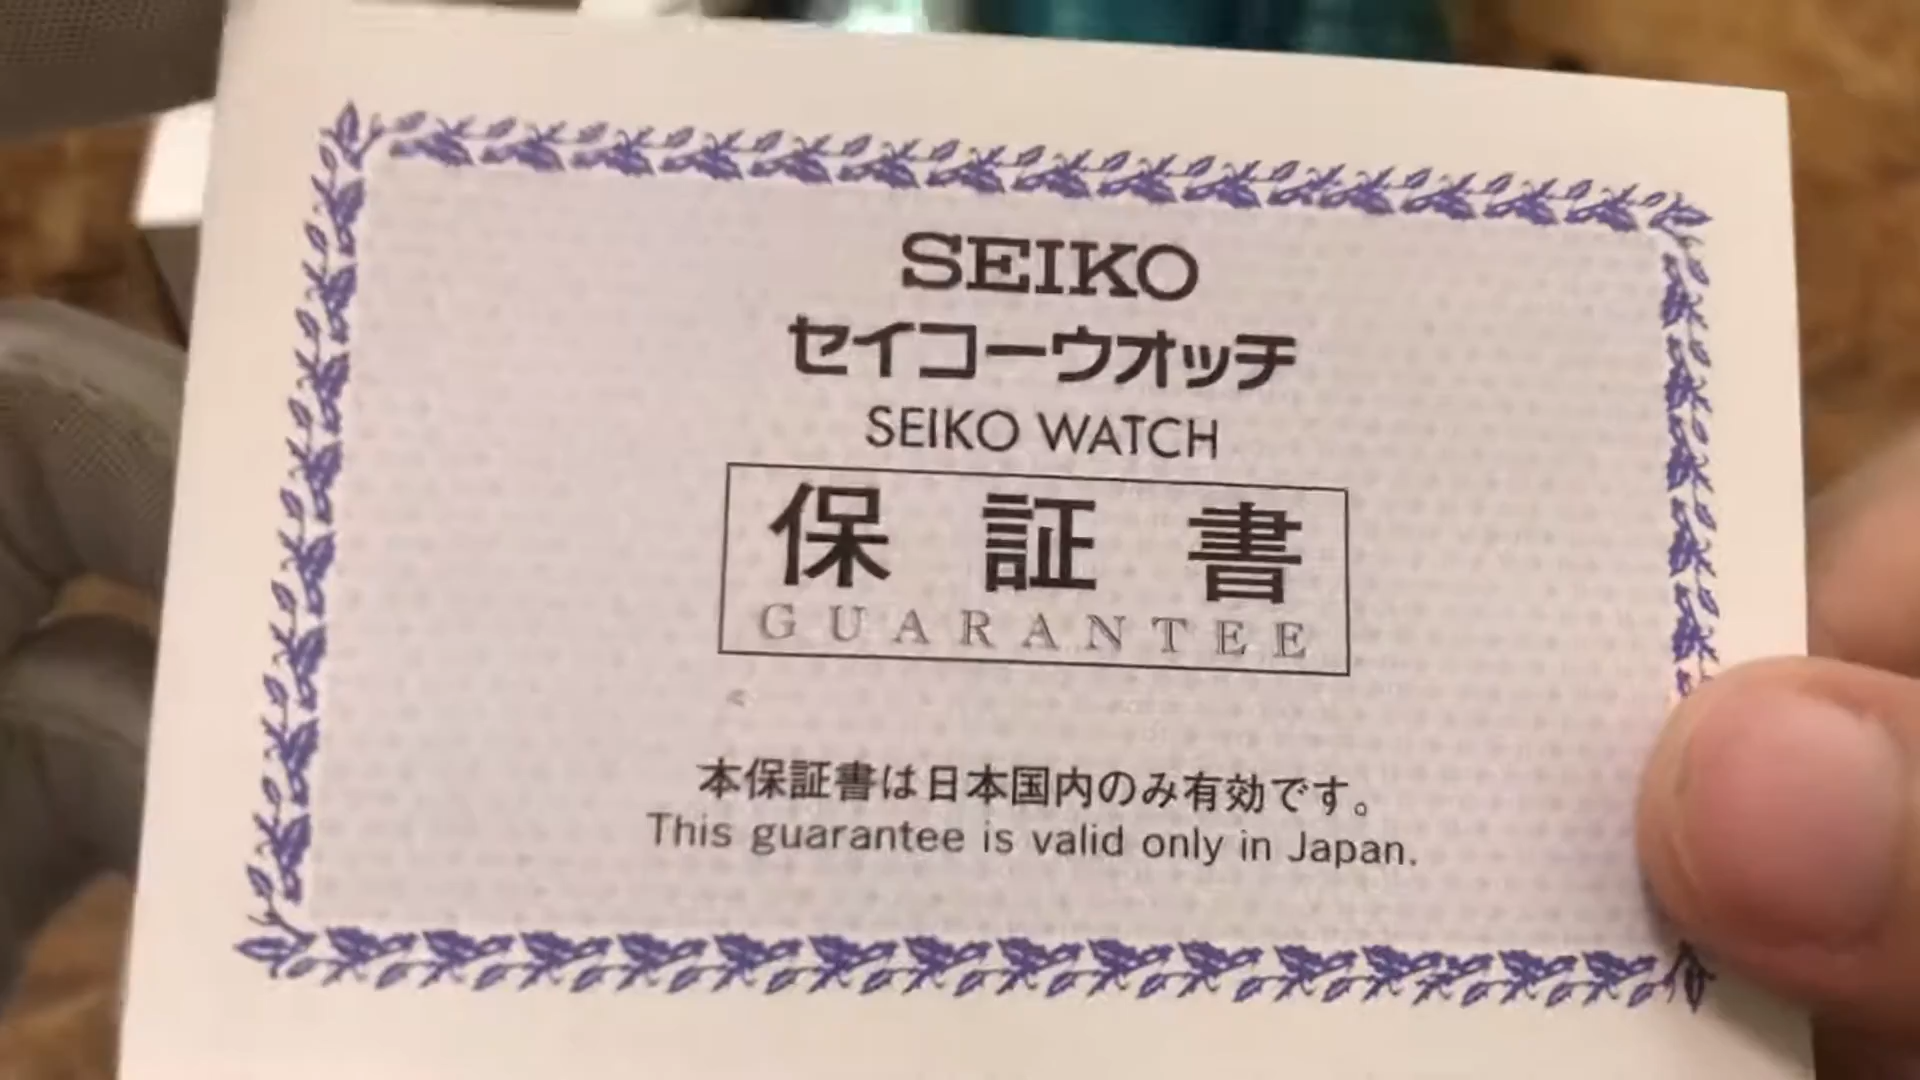 SEIKO
セイコーウオッチ
SEIKO WATCH
保証書
GUARANTEE
本保証書は日本国内のみ有効です。
This guarantee is valid only in Japan.